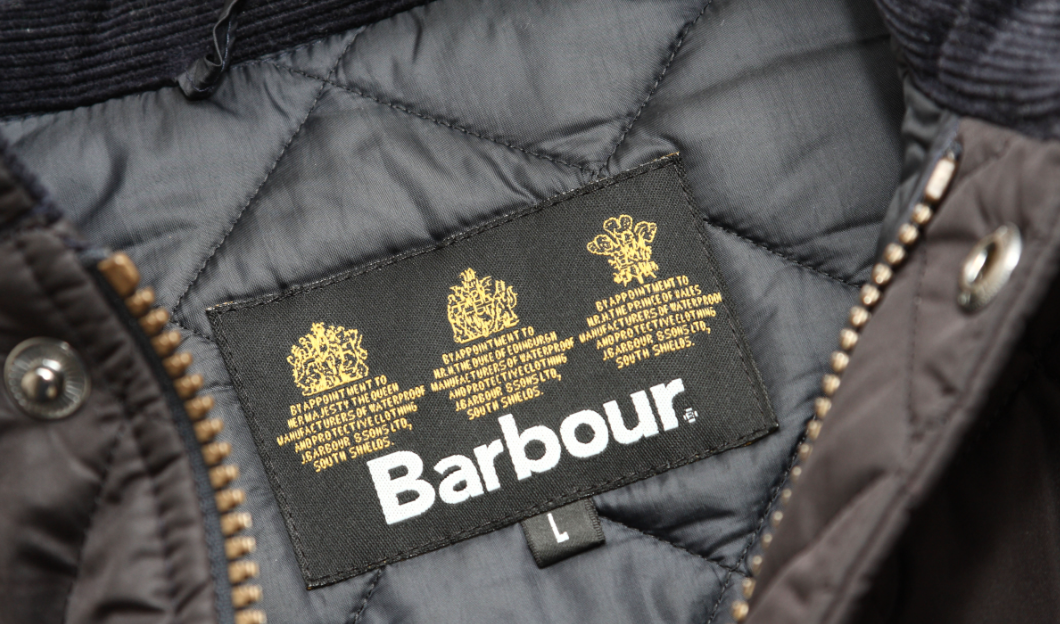 BY APPOINTMENT TO
HER MAJESTY THE QUEEN
MANUFACTURERS OF WATERPROOF
AND PROTECTIVE CLOTHING
J.BARBOUR & SONS LTD,
SOUTH SHIELDS.
BY APPOINTMENT TO
H.R.H. THE DUKE OF EDINBURGH
MANUFACTURERS OF WATERPROOF
AND PROTECTIVE CLOTHING
J.BARBOUR & SONS LTD,
SOUTH SHIELDS.
BY APPOINTMENT TO
H.R.H. THE PRINCE OF WALES
MANUFACTURERS OF WATERPROOF
AND PROTECTIVE CLOTHING
J.BARBOUR & SONS LTD,
SOUTH SHIELDS.
Barbour®
L